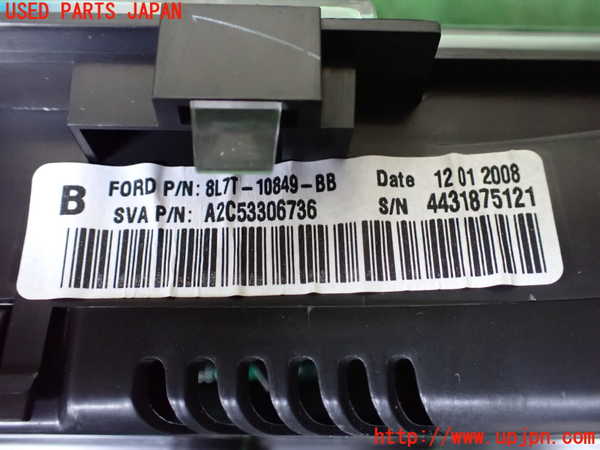 USED PARTS JAPAN
B FORD P/N: 8L7T-10849-BB Date 12 01 2008
SVA P/N: A2C53306736 S/N 4431875121
http://www.upjpn.com/